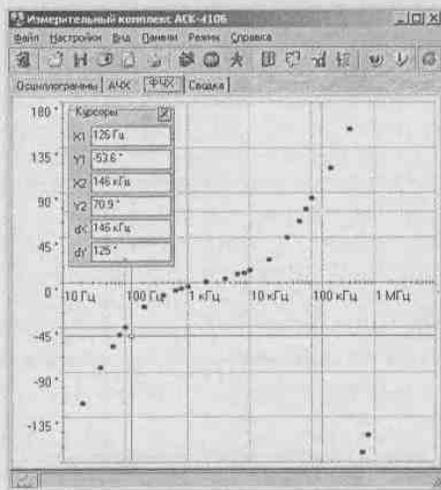 Измерительный комплекс АСК-4106
Файл Настройки Вид Панели Режим Справка
Осциллограммы АЧХ ФЧХ Сводка
180 °
Курсоры
X1 126 Гц
135 °
Y1 -53.6 °
X2 146 кГц
90 °
Y2 70.9 °
dX 146 кГц
45 °
dY 125 °
0 °
10 Гц 100 Гц 1 кГц 10 кГц 100 кГц 1 МГц
-45 °
-90 °
-135 °